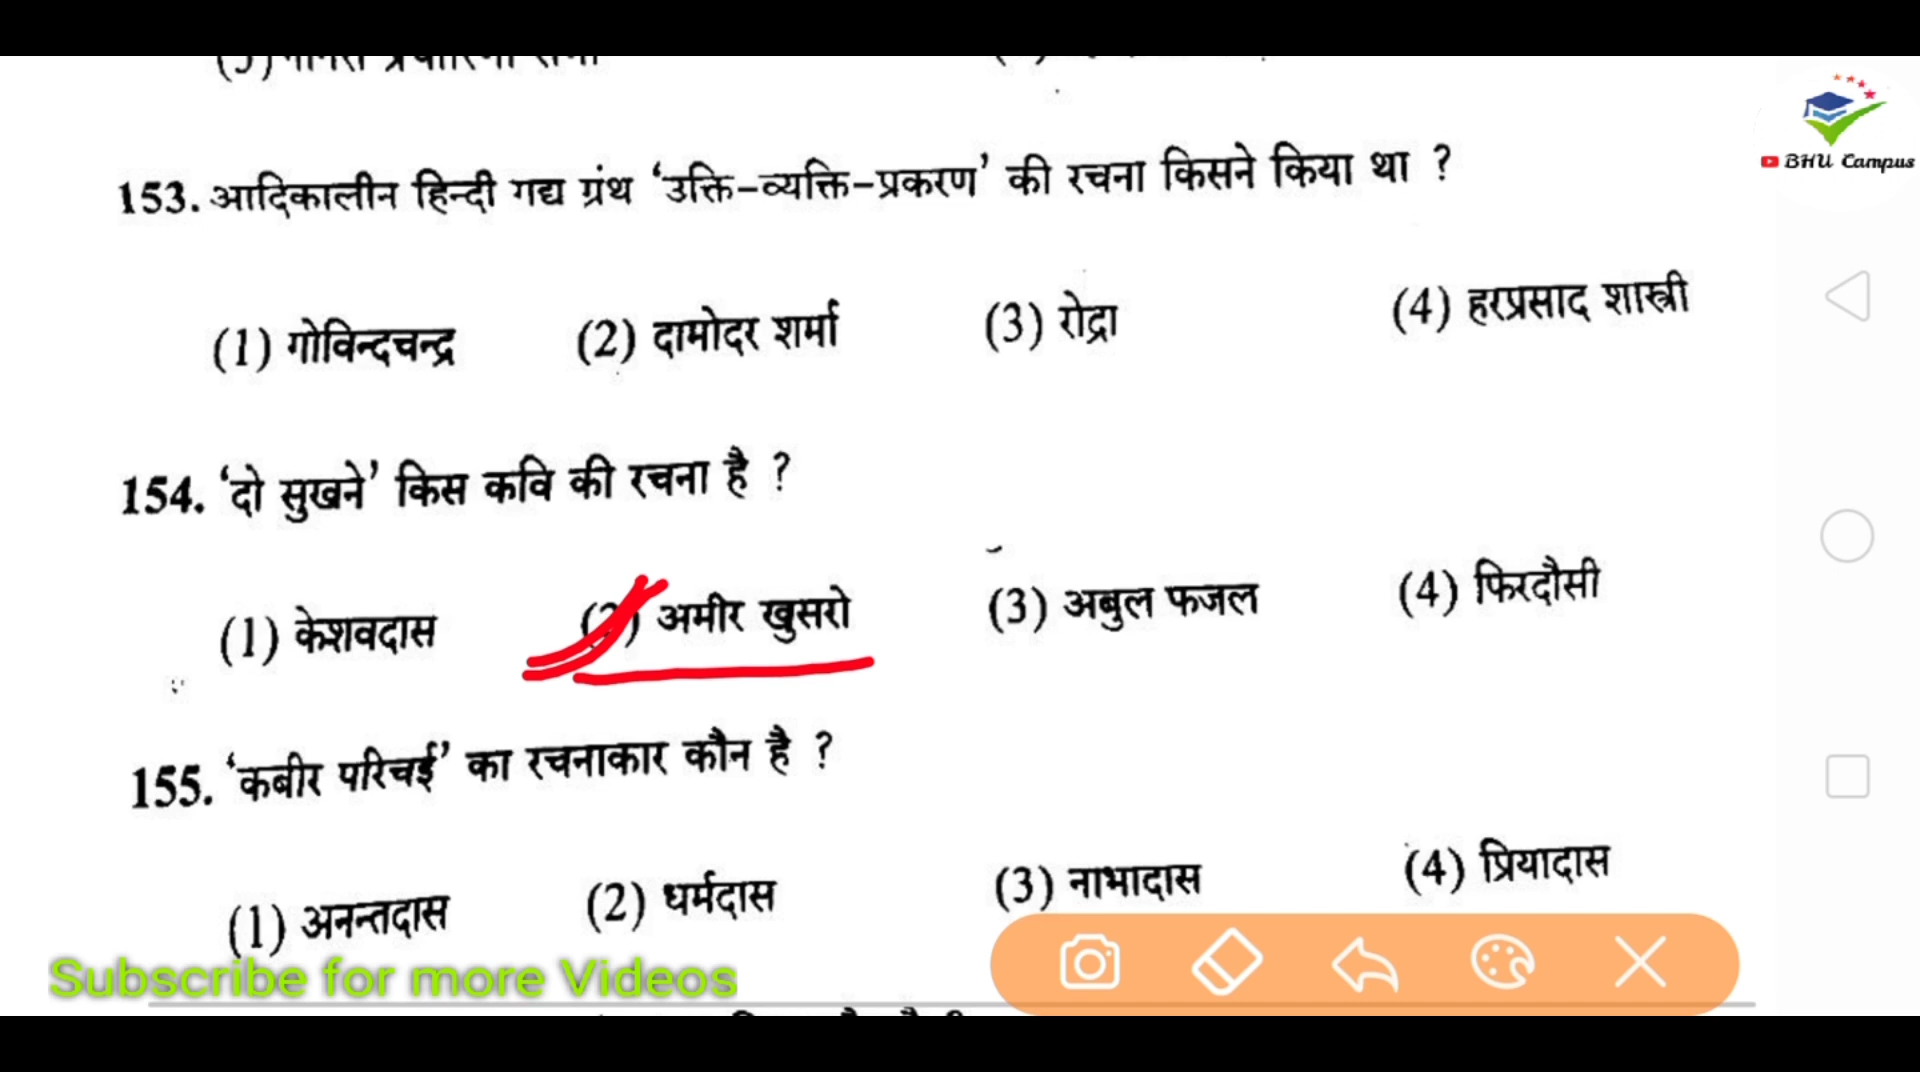 BHU Campus
153. आदिकालीन हिन्दी गद्य ग्रंथ ‘उक्ति-व्यक्ति-प्रकरण’ की रचना किसने किया था ?
(1) गोविन्दचन्द्र (2) दामोदर शर्मा (3) रोद्रा (4) हरप्रसाद शास्त्री
154. ‘दो सुखने’ किस कवि की रचना है ?
(1) केशवदास (2) अमीर खुसरो (3) अबुल फजल (4) फिरदौसी
155. ‘कबीर परिचई’ का रचनाकार कौन है ?
(1) अनन्तदास (2) धर्मदास (3) नाभादास (4) प्रियादास
Subscribe for more Videos